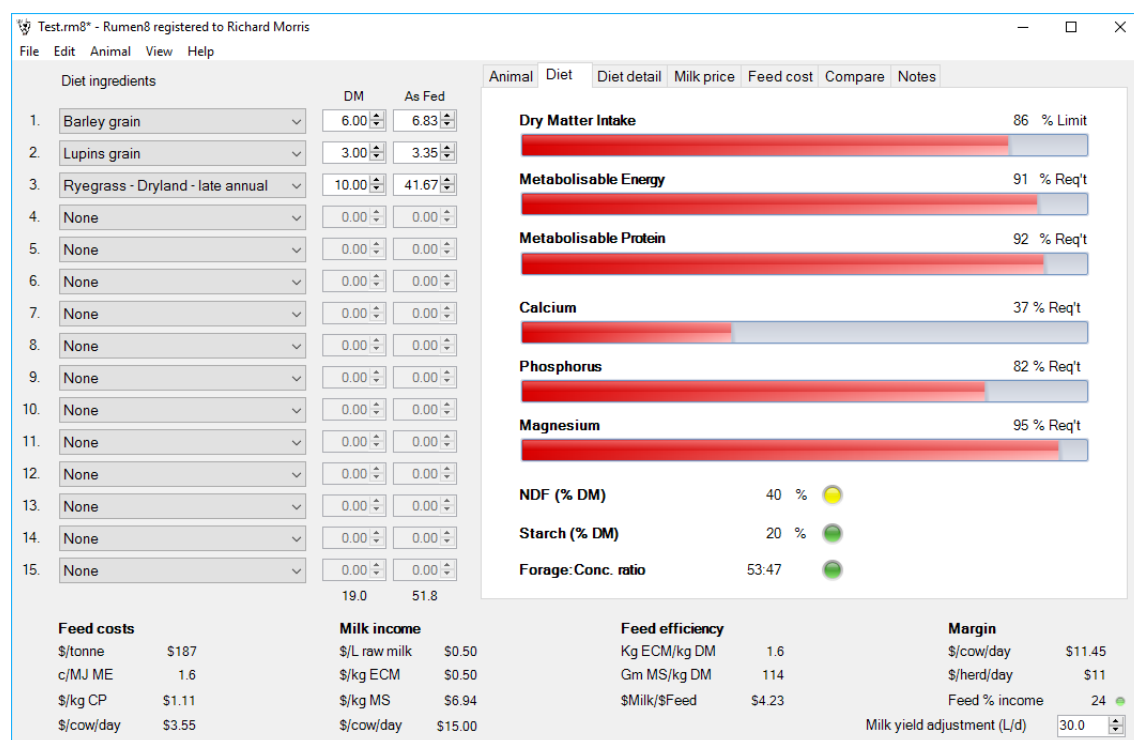 Test.rm8* - Rumen8 registered to Richard Morris
File Edit Animal View Help
Diet ingredients
DM As Fed
1. Barley grain 6.00 6.83
2. Lupins grain 3.00 3.35
3. Ryegrass - Dryland - late annual 10.00 41.67
4. None 0.00 0.00
5. None 0.00 0.00
6. None 0.00 0.00
7. None 0.00 0.00
8. None 0.00 0.00
9. None 0.00 0.00
10. None 0.00 0.00
11. None 0.00 0.00
12. None 0.00 0.00
13. None 0.00 0.00
14. None 0.00 0.00
15. None 0.00 0.00
19.0 51.8
Animal Diet Diet detail Milk price Feed cost Compare Notes
Dry Matter Intake 86 % Limit
Metabolisable Energy 91 % Req't
Metabolisable Protein 92 % Req't
Calcium 37 % Req't
Phosphorus 82 % Req't
Magnesium 95 % Req't
NDF (% DM) 40 %
Starch (% DM) 20 %
Forage:Conc. ratio 53:47
Feed costs
$/tonne $187
c/MJ ME 1.6
$/kg CP $1.11
$/cow/day $3.55
Milk income
$/L raw milk $0.50
$/kg ECM $0.50
$/kg MS $6.94
$/cow/day $15.00
Feed efficiency
Kg ECM/kg DM 1.6
Gm MS/kg DM 114
$Milk/$Feed $4.23
Margin
$/cow/day $11.45
$/herd/day $11
Feed % income 24
Milk yield adjustment (L/d) 30.0